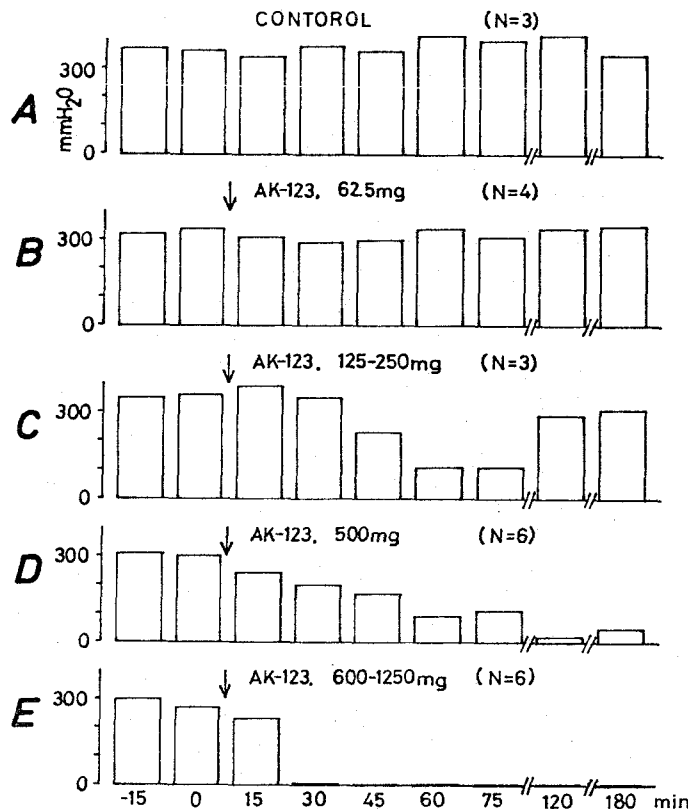 CONTOROL (N=3)
300
A
mmH2O
0
AK-123, 62.5mg (N=4)
300
B
0
AK-123, 125-250mg (N=3)
300
C
0
AK-123, 500mg (N=6)
300
D
0
AK-123, 600-1250mg (N=6)
300
E
0
-15 0 15 30 45 60 75 120 180 min